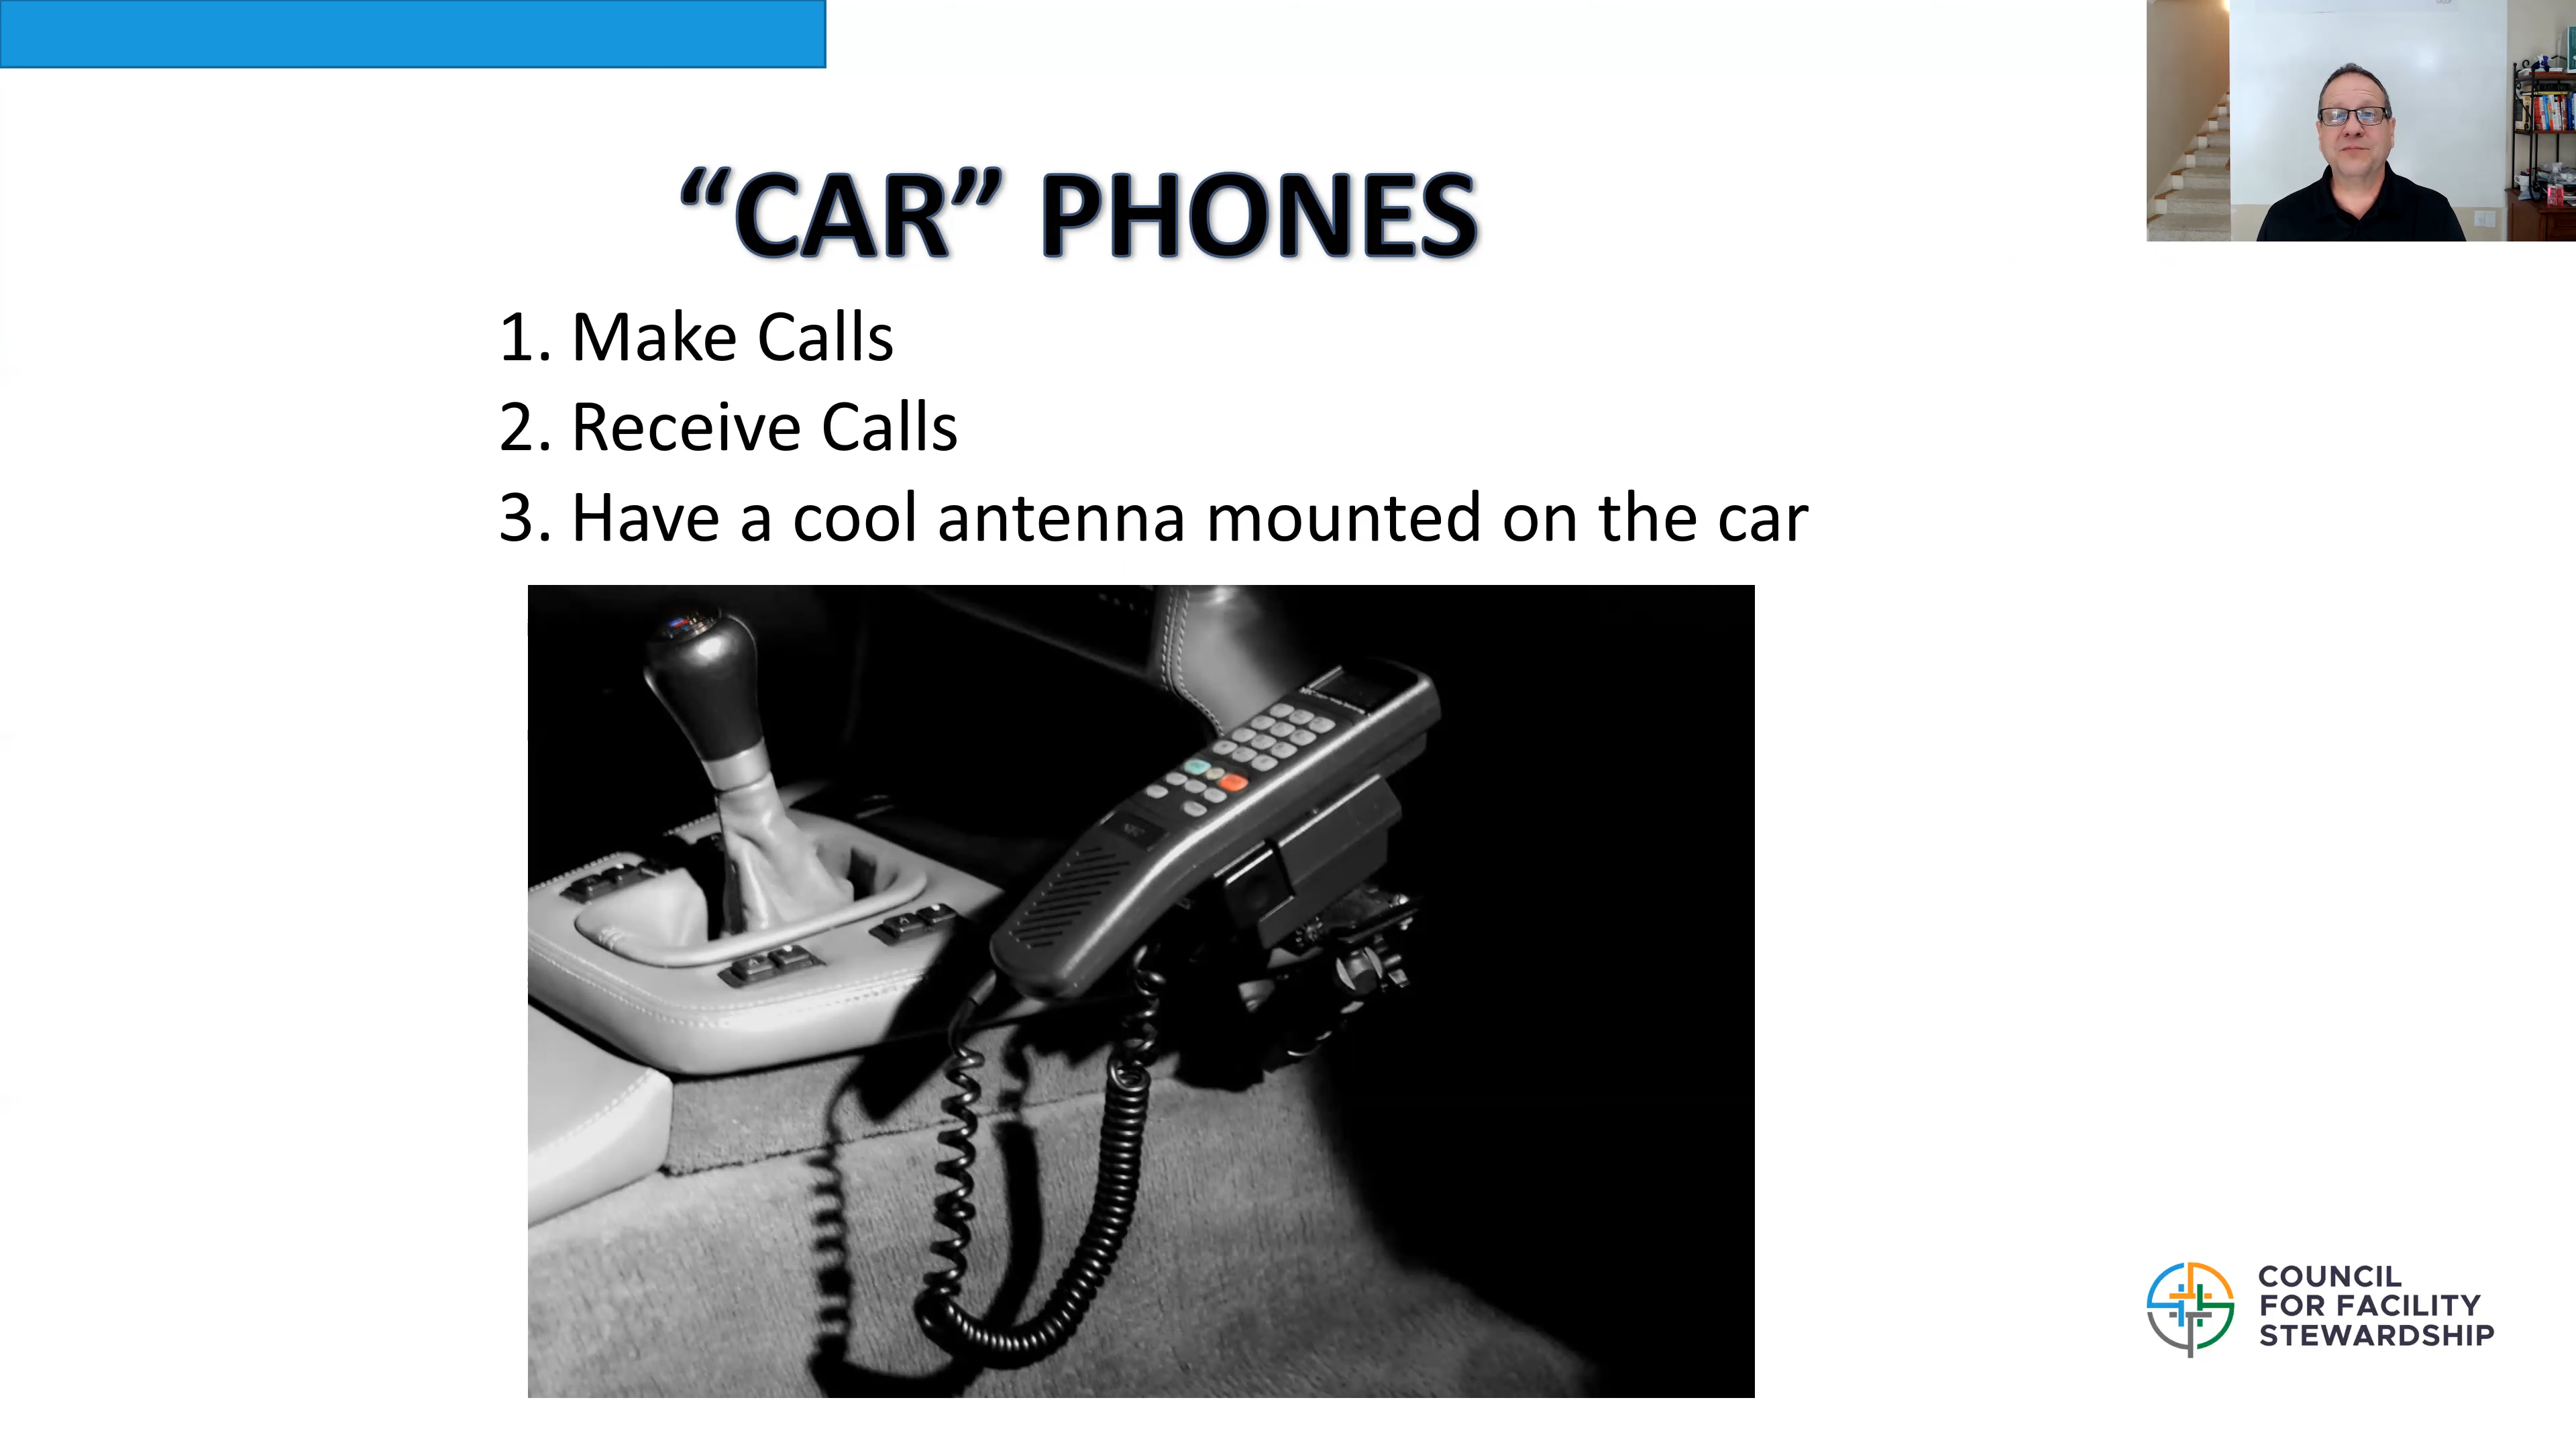 “CAR” PHONES
1. Make Calls
2. Receive Calls
3. Have a cool antenna mounted on the car
NEC
COUNCIL
FOR FACILITY
STEWARDSHIP